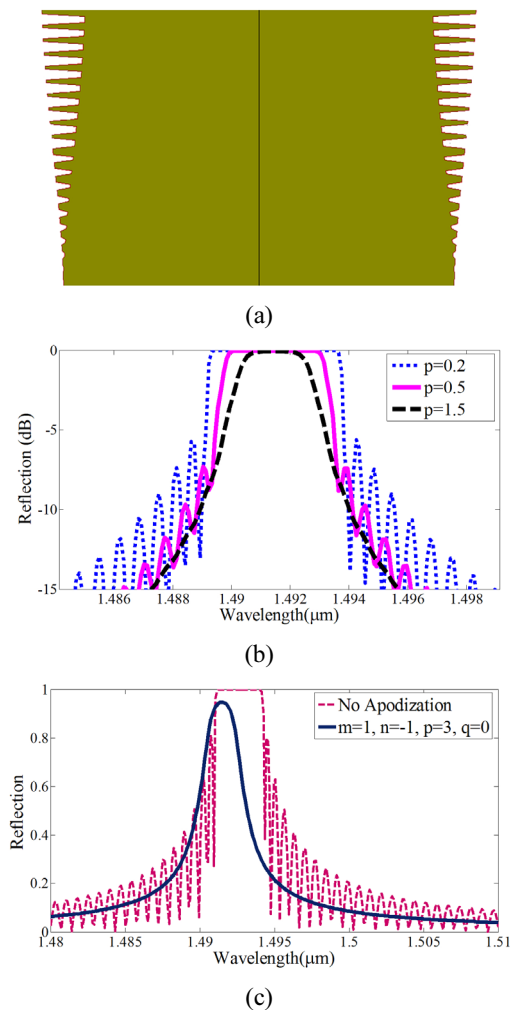 (a)
0
-5
-10
-15
Reflection (dB)
p=0.2
p=0.5
p=1.5
1.486 1.488 1.49 1.492 1.494 1.496 1.498
Wavelength(μm)
(b)
1
0.8
0.6
0.4
0.2
0
Reflection
No Apodization
m=1, n=-1, p=3, q=0
1.48 1.485 1.49 1.495 1.5 1.505 1.51
Wavelength(μm)
(c)